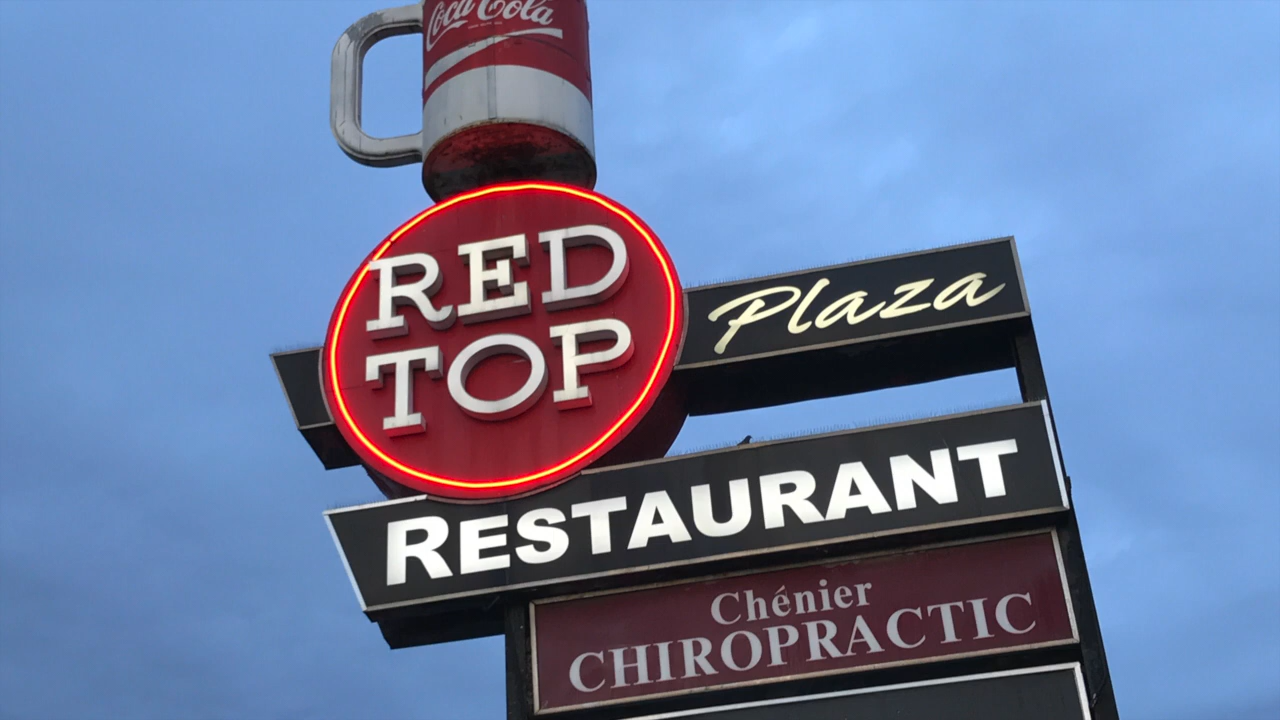 Coca-Cola
RED
TOP
Plaza
RESTAURANT
Chénier
CHIROPRACTIC